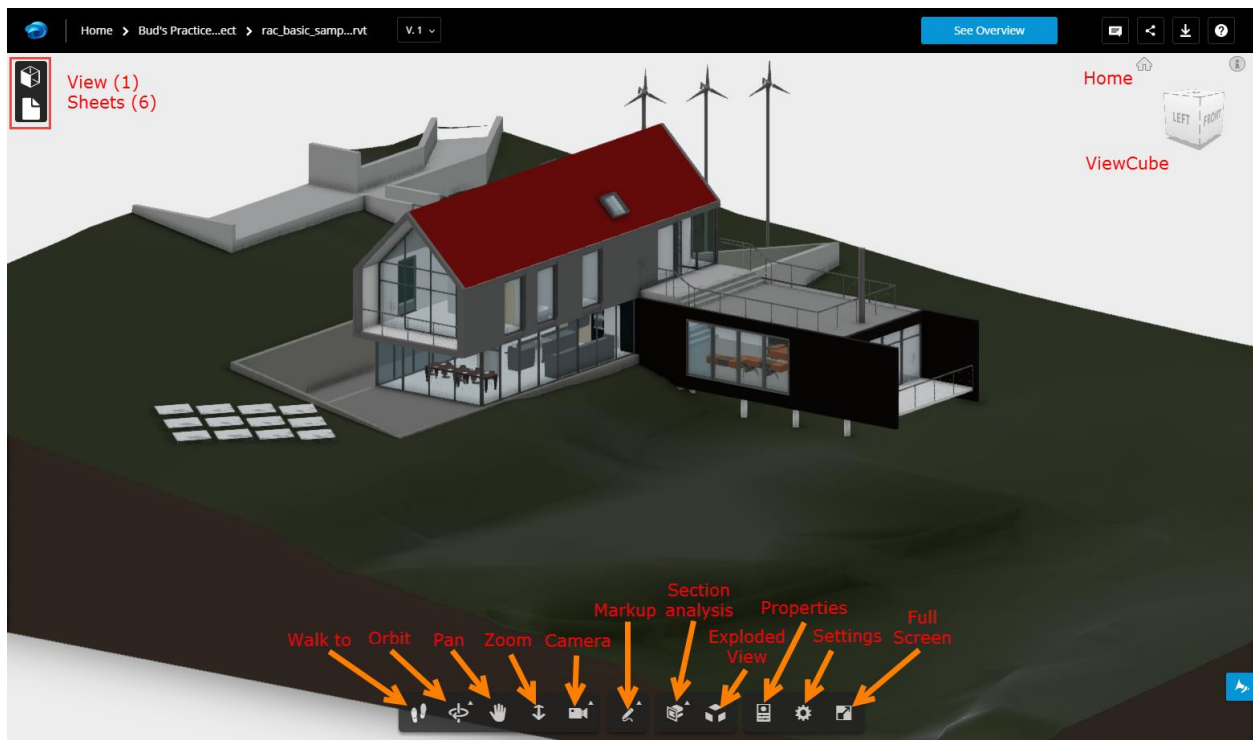 Home > Bud's Practice...ect > rac_basic_samp...rvt
V. 1
See Overview
View (1)
Sheets (6)
Home
LEFT
FRONT
ViewCube
Walk to
Orbit
Pan
Zoom
Camera
Markup
Section
analysis
Exploded
View
Properties
Settings
Full
Screen